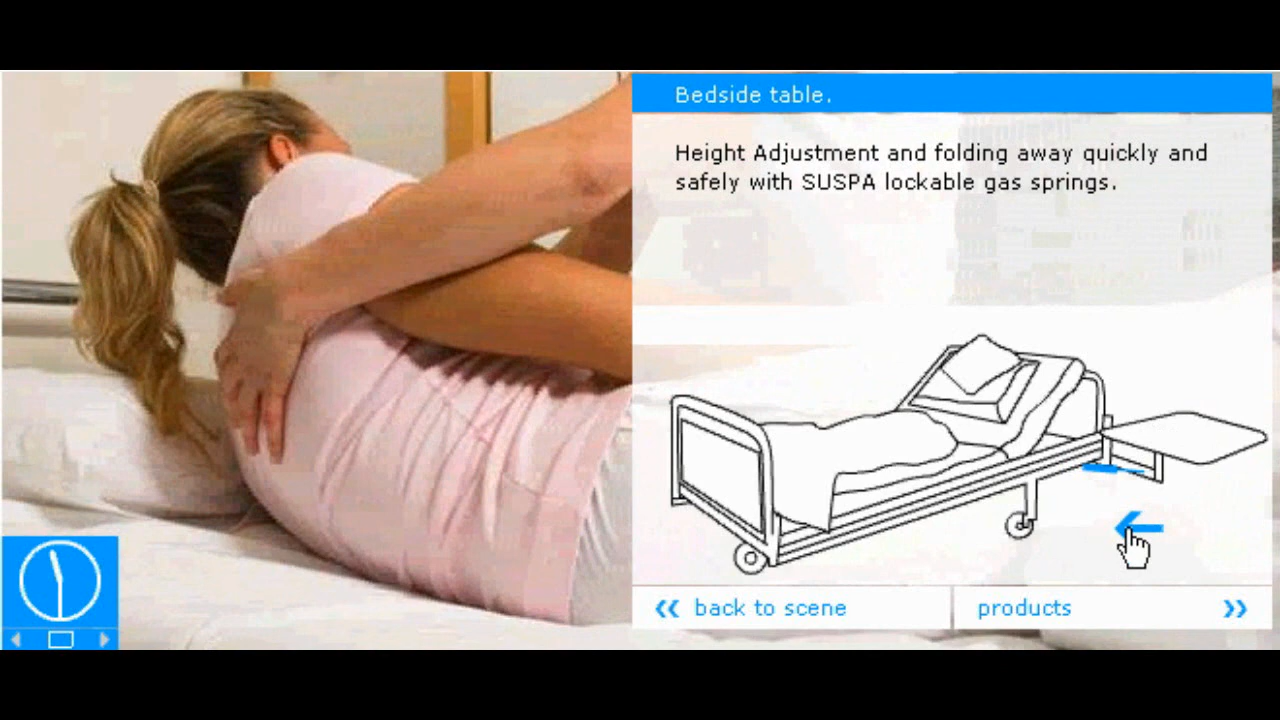 Bedside table.
Height Adjustment and folding away quickly and
safely with SUSPA lockable gas springs.
back to scene
products